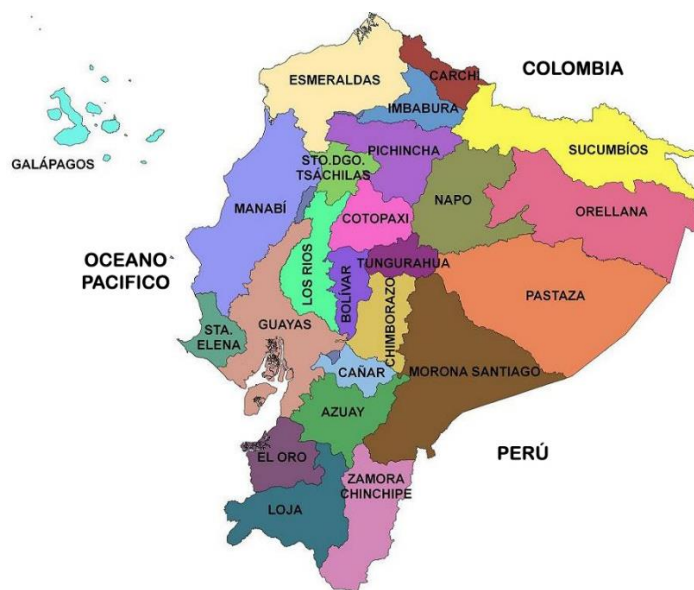 ESMERALDAS
CARCHI
COLOMBIA
IMBABURA
GALÁPAGOS
STO.DGO.
TSÁCHILAS
PICHINCHA
SUCUMBÍOS
MANABÍ
COTOPAXI
NAPO
ORELLANA
OCEANO
PACIFICO
LOS RIOS
BOLÍVAR
TUNGURAHUA
CHIMBORAZO
PASTAZA
STA.
ELENA
GUAYAS
CAÑAR
MORONA SANTIAGO
AZUAY
EL ORO
PERÚ
ZAMORA
CHINCHIPE
LOJA